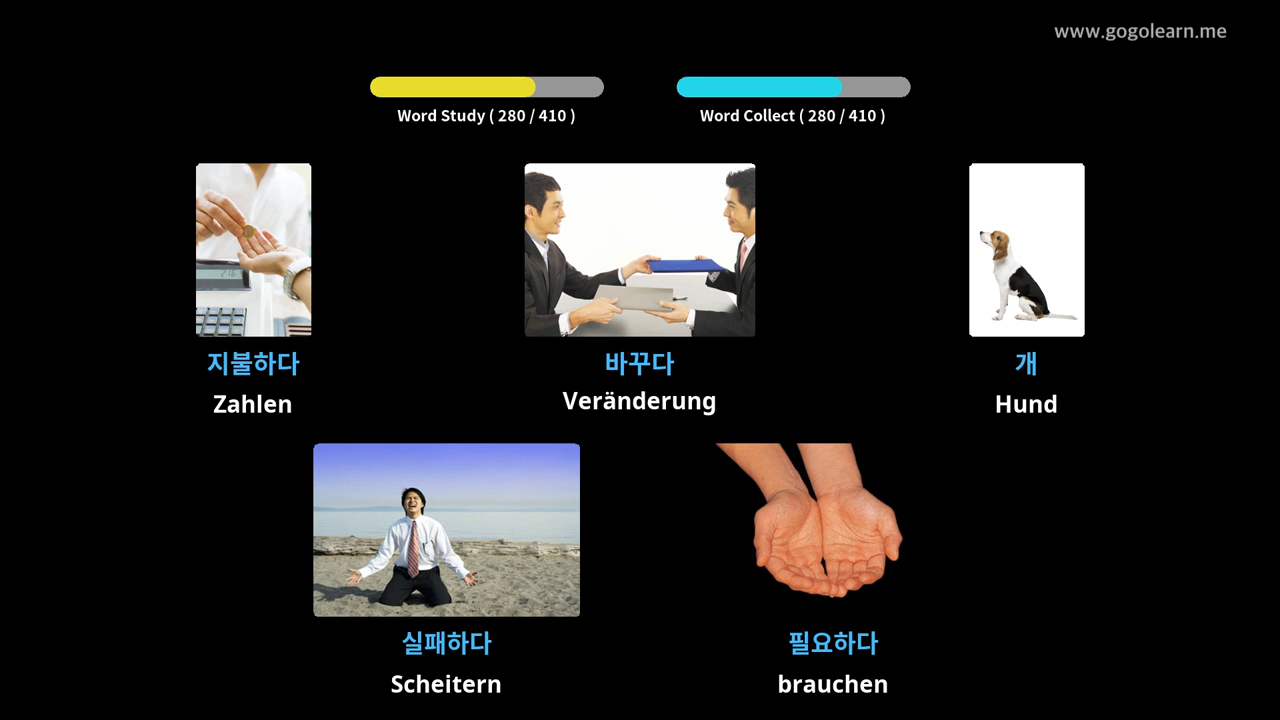 www.gogolearn.me
Word Study ( 280 / 410 )
Word Collect ( 280 / 410 )
지불하다
Zahlen
바꾸다
Veränderung
개
Hund
실패하다
Scheitern
필요하다
brauchen